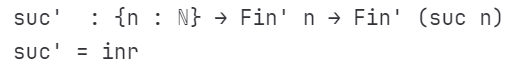 suc'  : {n : ℕ} → Fin' n → Fin' (suc n)
suc' = inr